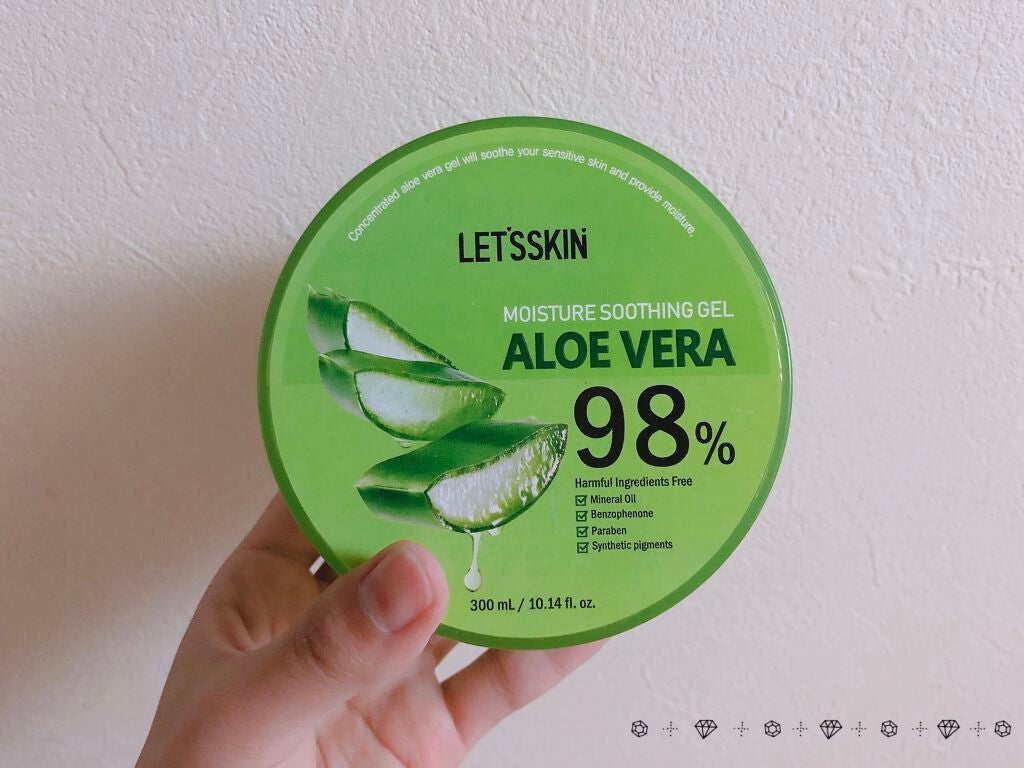 Concentrated aloe vera gel will soothe your sensitive skin and provide moisture.
LET'SSKIN
MOISTURE SOOTHING GEL
ALOE VERA
98%
Harmful Ingredients Free
Mineral Oil
Benzophenone
Paraben
Synthetic pigments
300 mL / 10.14 fl. oz.